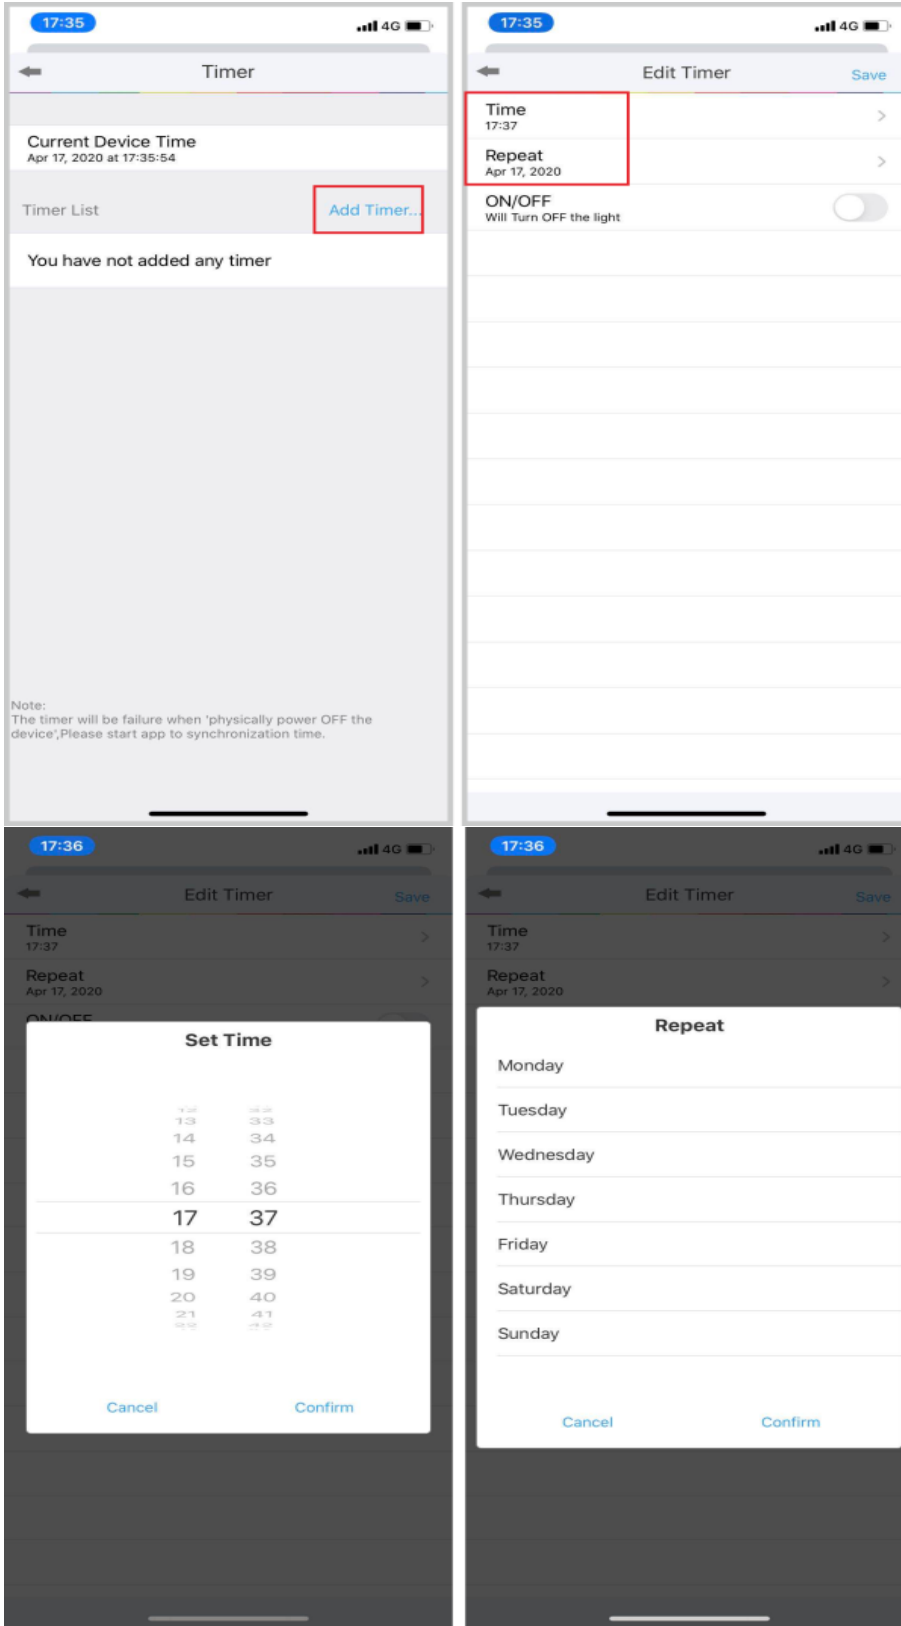 17:35
4G
Timer
Current Device Time
Apr 17, 2020 at 17:35:54
Timer List
Add Timer...
You have not added any timer
Note:
The timer will be failure when 'physically power OFF the
device',Please start app to synchronization time.
17:35
4G
Edit Timer
Save
Time
17:37
Repeat
Apr 17, 2020
ON/OFF
Will Turn OFF the light
17:36
4G
Edit Timer
Save
Time
17:37
Repeat
Apr 17, 2020
ON/OFF
Set Time
12 32
13 33
14 34
15 35
16 36
17 37
18 38
19 39
20 40
21 41
22 42
Cancel
Confirm
17:36
4G
Edit Timer
Save
Time
17:37
Repeat
Apr 17, 2020
Repeat
Monday
Tuesday
Wednesday
Thursday
Friday
Saturday
Sunday
Cancel
Confirm